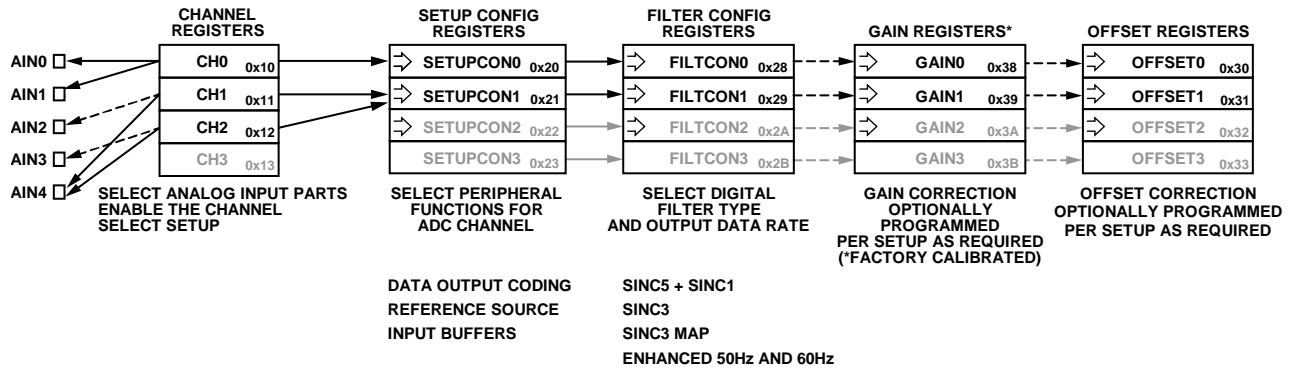 CHANNEL
REGISTERS
SETUP CONFIG
REGISTERS
FILTER CONFIG
REGISTERS
GAIN REGISTERS*
OFFSET REGISTERS
AIN0
CH0 0x10
SETUPCON0 0x20
FILTCON0 0x28
GAIN0 0x38
OFFSET0 0x30
AIN1
CH1 0x11
SETUPCON1 0x21
FILTCON1 0x29
GAIN1 0x39
OFFSET1 0x31
AIN2
CH2 0x12
SETUPCON2 0x22
FILTCON2 0x2A
GAIN2 0x3A
OFFSET2 0x32
AIN3
CH3 0x13
SETUPCON3 0x23
FILTCON3 0x2B
GAIN3 0x3B
OFFSET3 0x33
AIN4
SELECT ANALOG INPUT PARTS
ENABLE THE CHANNEL
SELECT SETUP
SELECT PERIPHERAL
FUNCTIONS FOR
ADC CHANNEL
SELECT DIGITAL
FILTER TYPE
AND OUTPUT DATA RATE
GAIN CORRECTION
OPTIONALLY
PROGRAMMED
PER SETUP AS REQUIRED
(*FACTORY CALIBRATED)
OFFSET CORRECTION
OPTIONALLY PROGRAMMED
PER SETUP AS REQUIRED
DATA OUTPUT CODING
REFERENCE SOURCE
INPUT BUFFERS
SINC5 + SINC1
SINC3
SINC3 MAP
ENHANCED 50Hz AND 60Hz